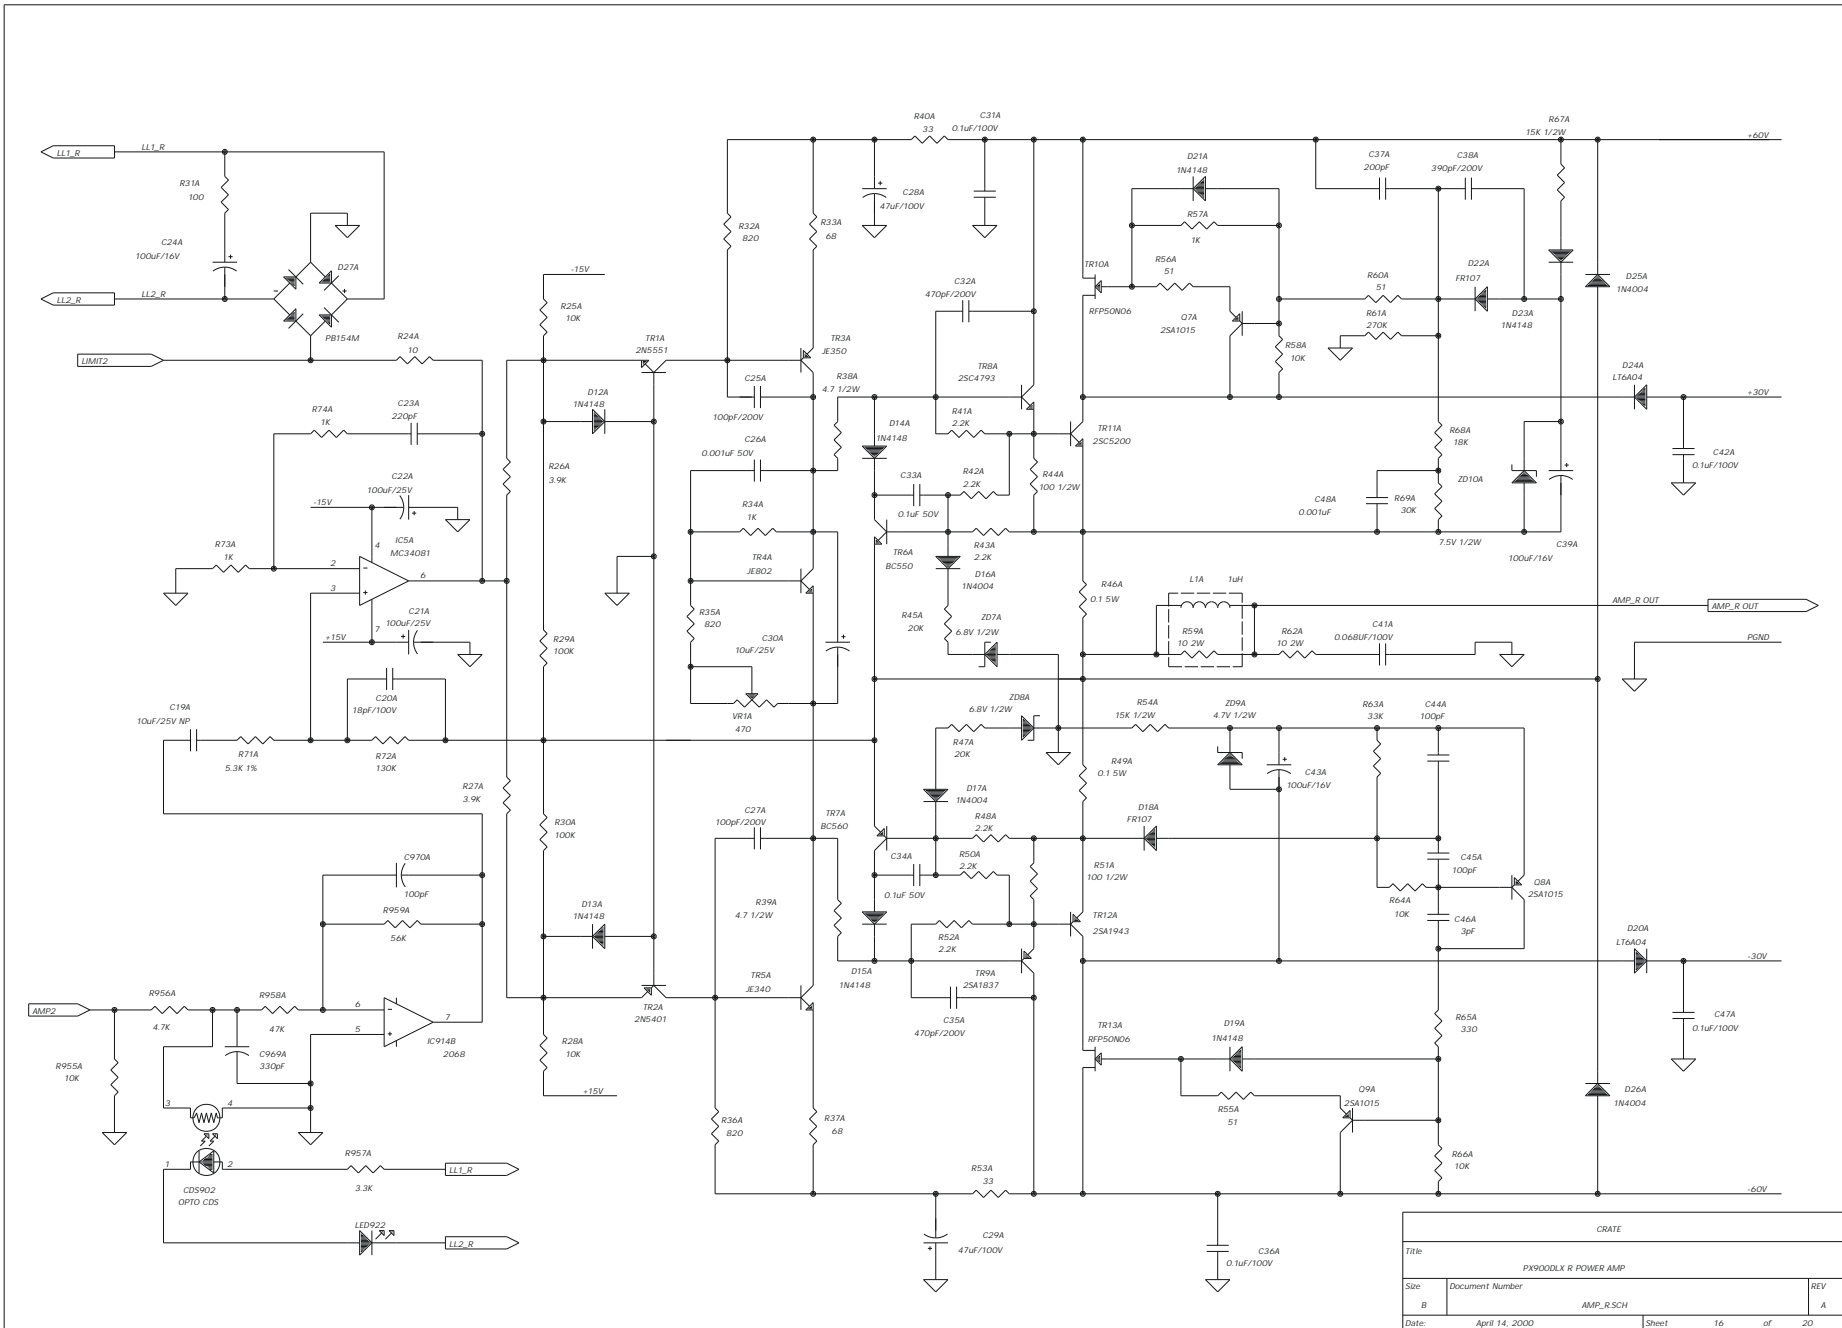 R40A
33
C31A
0.1uF/100V
R67A
15K 1/2W
+60V
LL1_R
LL1_R
R31A
100
C24A
100uF/16V
D27A
PB154M
LL2_R
LL2_R
LIMIT2
R24A
10
R74A
1K
C23A
220pF
C22A
100uF/25V
-15V
IC5A
MC34081
R73A
1K
2
3
4
6
7
C21A
100uF/25V
+15V
C19A
10uF/25V NP
R71A
5.3K 1%
C20A
18pF/100V
R72A
130K
-15V
R25A
10K
TR1A
2N5551
D12A
1N4148
R26A
3.9K
R29A
100K
R27A
3.9K
R30A
100K
D13A
1N4148
R28A
10K
+15V
TR2A
2N5401
R32A
820
R33A
68
C28A
47uF/100V
TR3A
JE350
C25A
100pF/200V
R38A
4.7 1/2W
C26A
0.001uF 50V
R34A
1K
TR4A
JE802
R35A
820
C30A
10uF/25V
VR1A
470
C27A
100pF/200V
TR7A
BC560
R39A
4.7 1/2W
TR5A
JE340
R36A
820
R37A
68
C32A
470pF/200V
TR8A
2SC4793
D14A
1N4148
R41A
2.2K
C33A
0.1uF 50V
R42A
2.2K
R44A
100 1/2W
TR6A
BC550
R43A
2.2K
D16A
1N4004
R45A
20K
ZD7A
6.8V 1/2W
ZD8A
6.8V 1/2W
R47A
20K
D17A
1N4004
R48A
2.2K
C34A
0.1uF 50V
R50A
2.2K
R51A
100 1/2W
R52A
2.2K
D15A
1N4148
TR9A
2SA1837
C35A
470pF/200V
R53A
33
C29A
47uF/100V
D21A
1N4148
R57A
1K
TR10A
RFP50N06
R56A
51
Q7A
2SA1015
R58A
10K
TR11A
2SC5200
C37A
200pF
C38A
390pF/200V
R60A
51
D22A
FR107
R61A
270K
D23A
1N4148
D25A
1N4004
D24A
LT6A04
+30V
R68A
18K
C42A
0.1uF/100V
ZD10A
C48A
0.001uF
R69A
30K
7.5V 1/2W
C39A
100uF/16V
R46A
0.1 5W
L1A
1uH
R59A
10 2W
R62A
10 2W
C41A
0.068UF/100V
AMP_R OUT
AMP_R OUT
PGND
R54A
15K 1/2W
ZD9A
4.7V 1/2W
R49A
0.1 5W
C43A
100uF/16V
R63A
33K
C44A
100pF
D18A
FR107
C45A
100pF
Q8A
2SA1015
R64A
10K
C46A
3pF
TR12A
2SA1943
D20A
LT6A04
-30V
TR13A
RFP50N06
D19A
1N4148
R65A
330
C47A
0.1uF/100V
R55A
51
Q9A
2SA1015
D26A
1N4004
R66A
10K
-60V
C36A
0.1uF/100V
C970A
100pF
R959A
56K
AMP2
R956A
4.7K
R958A
47K
6
5
7
IC914B
2068
C969A
330pF
R955A
10K
3
4
1
2
CDS902
OPTO CDS
R957A
3.3K
LL1_R
LED922
LL2_R
CRATE
Title
PX900DLX R POWER AMP
Size
B
Document Number
AMP_R.SCH
REV
A
Date:
April 14, 2000
Sheet
16
of
20